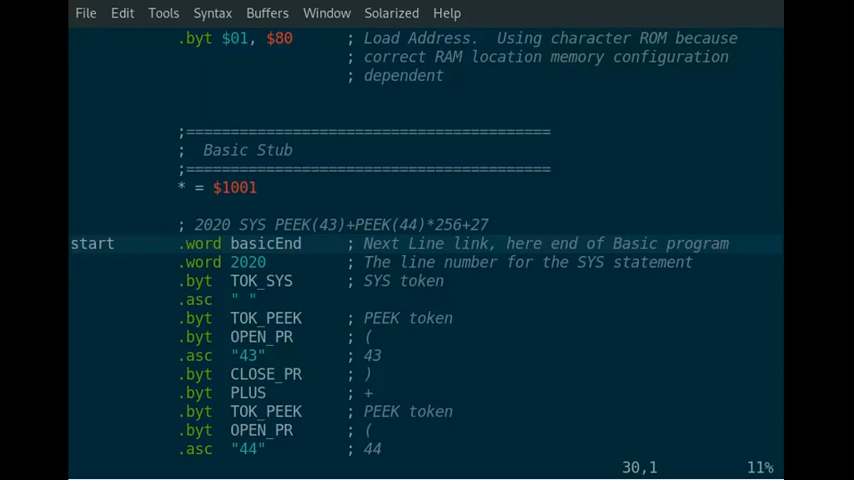 File Edit Tools Syntax Buffers Window Solarized Help
.byt $01, $80 ; Load Address. Using character ROM because
; correct RAM location memory configuration
; dependent
;=========================================
; Basic Stub
;=========================================
* = $1001
; 2020 SYS PEEK(43)+PEEK(44)*256+27
start .word basicEnd ; Next Line link, here end of Basic program
.word 2020 ; The line number for the SYS statement
.byt TOK_SYS ; SYS token
.asc " "
.byt TOK_PEEK ; PEEK token
.byt OPEN_PR ; (
.asc "43" ; 43
.byt CLOSE_PR ; )
.byt PLUS ; +
.byt TOK_PEEK ; PEEK token
.byt OPEN_PR ; (
.asc "44" ; 44
30,1 11%